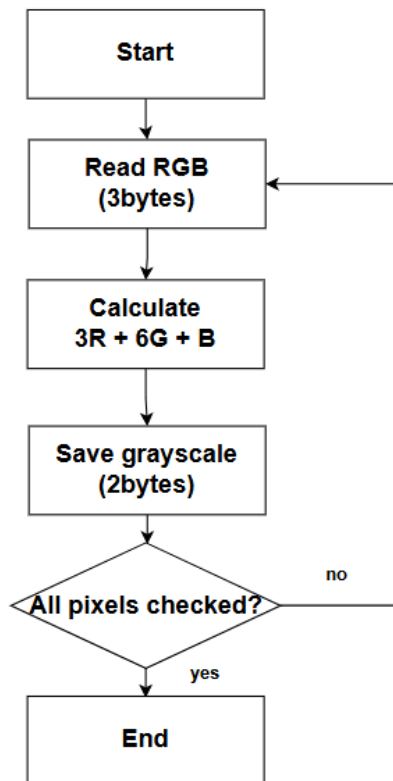 Start
Read RGB
(3bytes)
Calculate
3R + 6G + B
Save grayscale
(2bytes)
All pixels checked?
no
yes
End